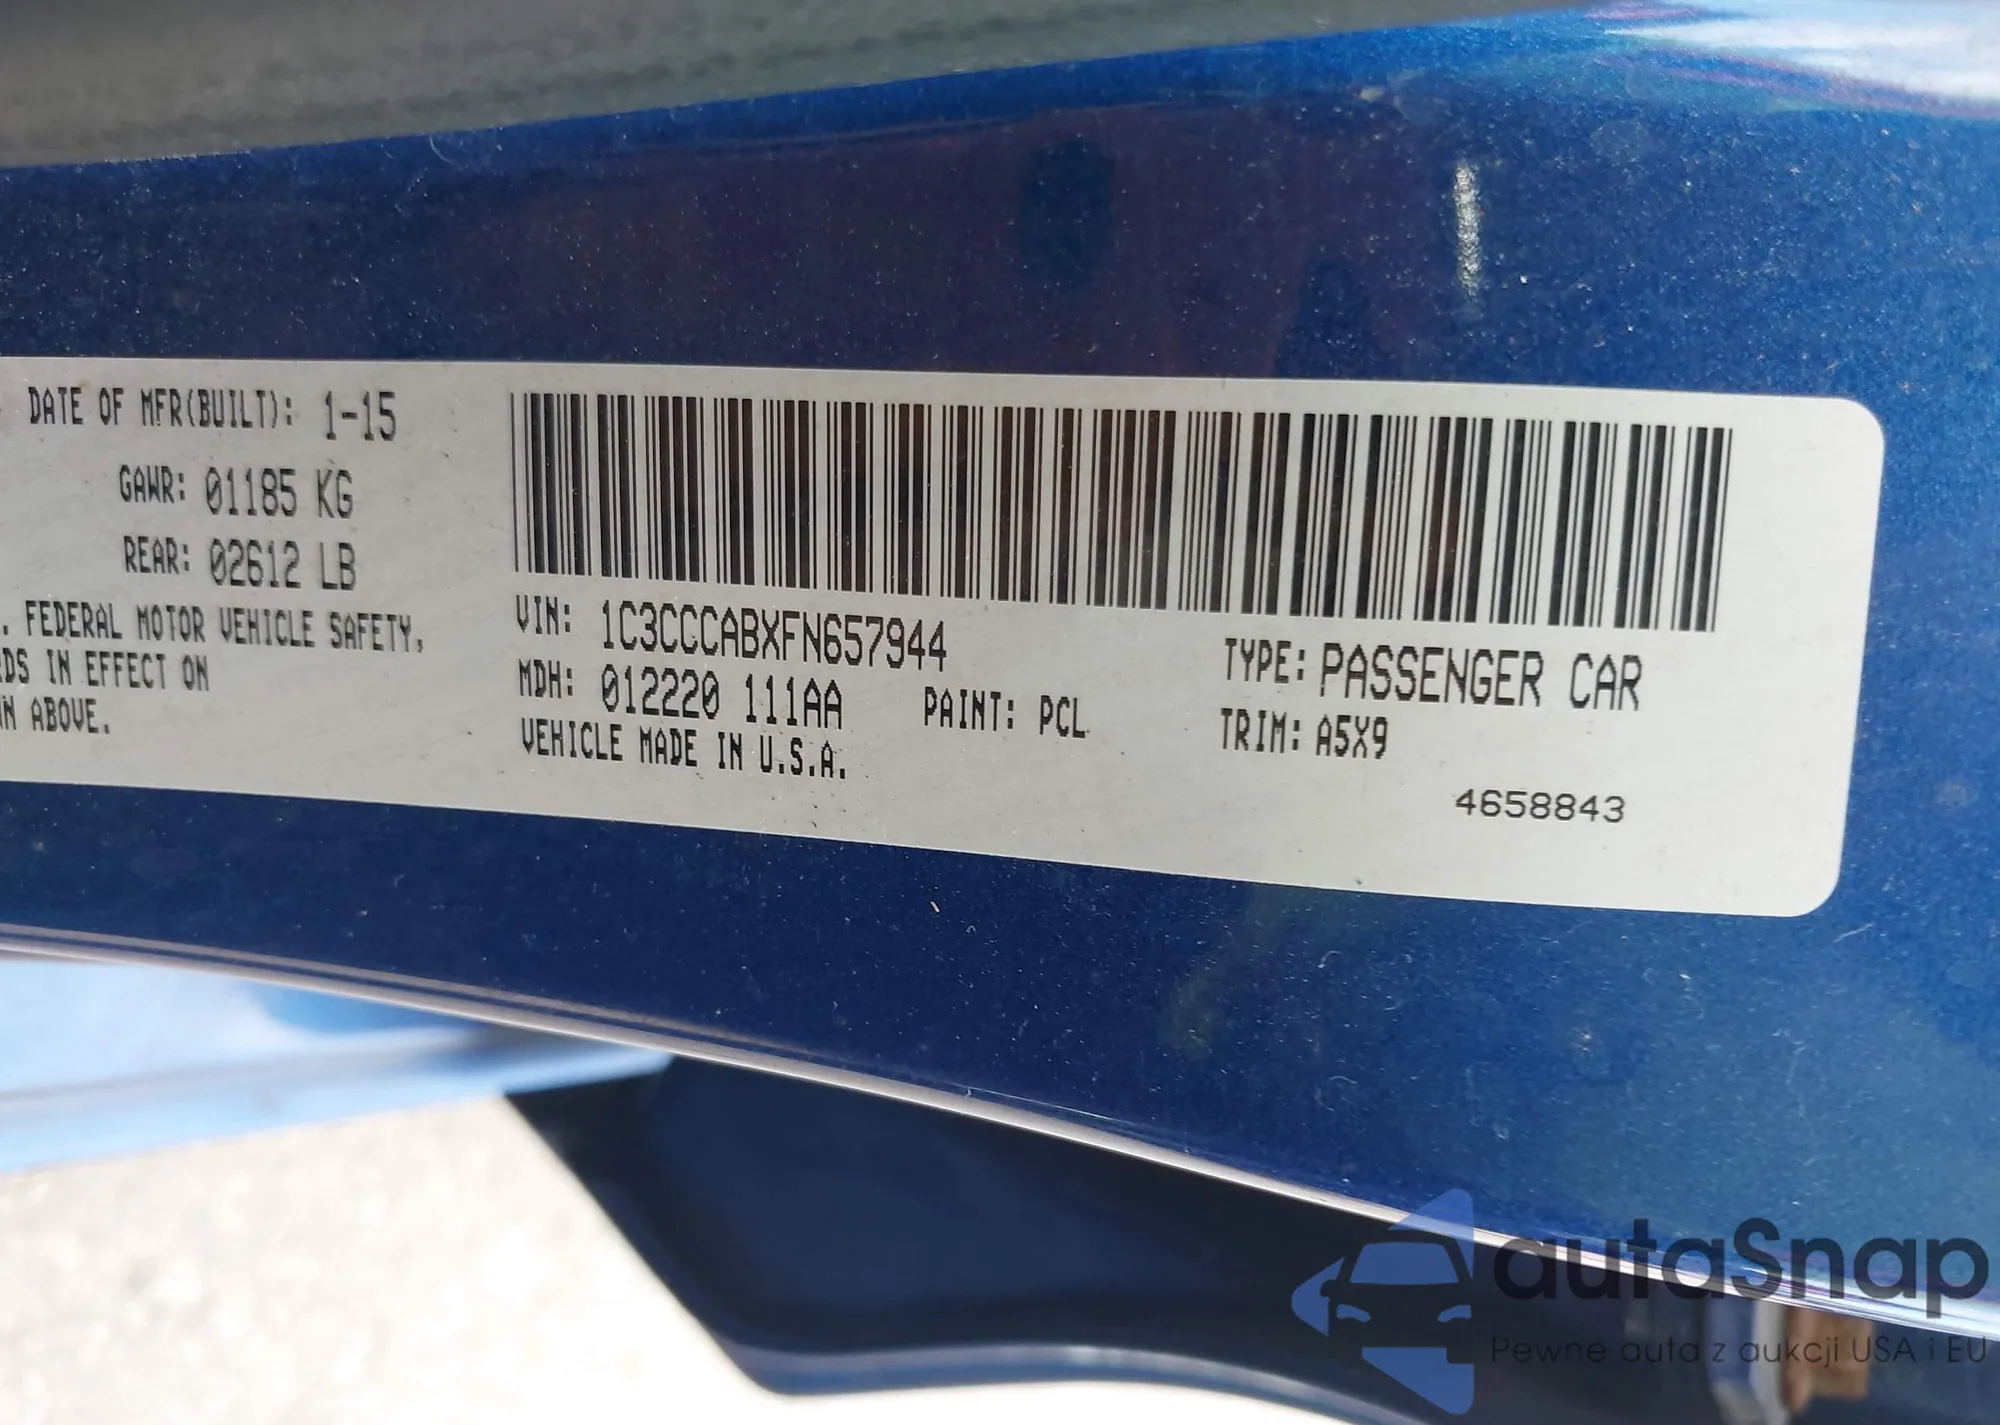 DATE OF MFR(BUILT): 1-15
GAWR: 01185 KG
REAR: 02612 LB
. FEDERAL MOTOR VEHICLE SAFETY,
RDS IN EFFECT ON
WN ABOVE.
VIN: 1C3CCCABXFN657944
MDH: 012220 111AA PAINT: PCL
VEHICLE MADE IN U.S.A.
TYPE: PASSENGER CAR
TRIM: A5X9
4658843
autaSnap
Pewne auta z aukcji USA i EU